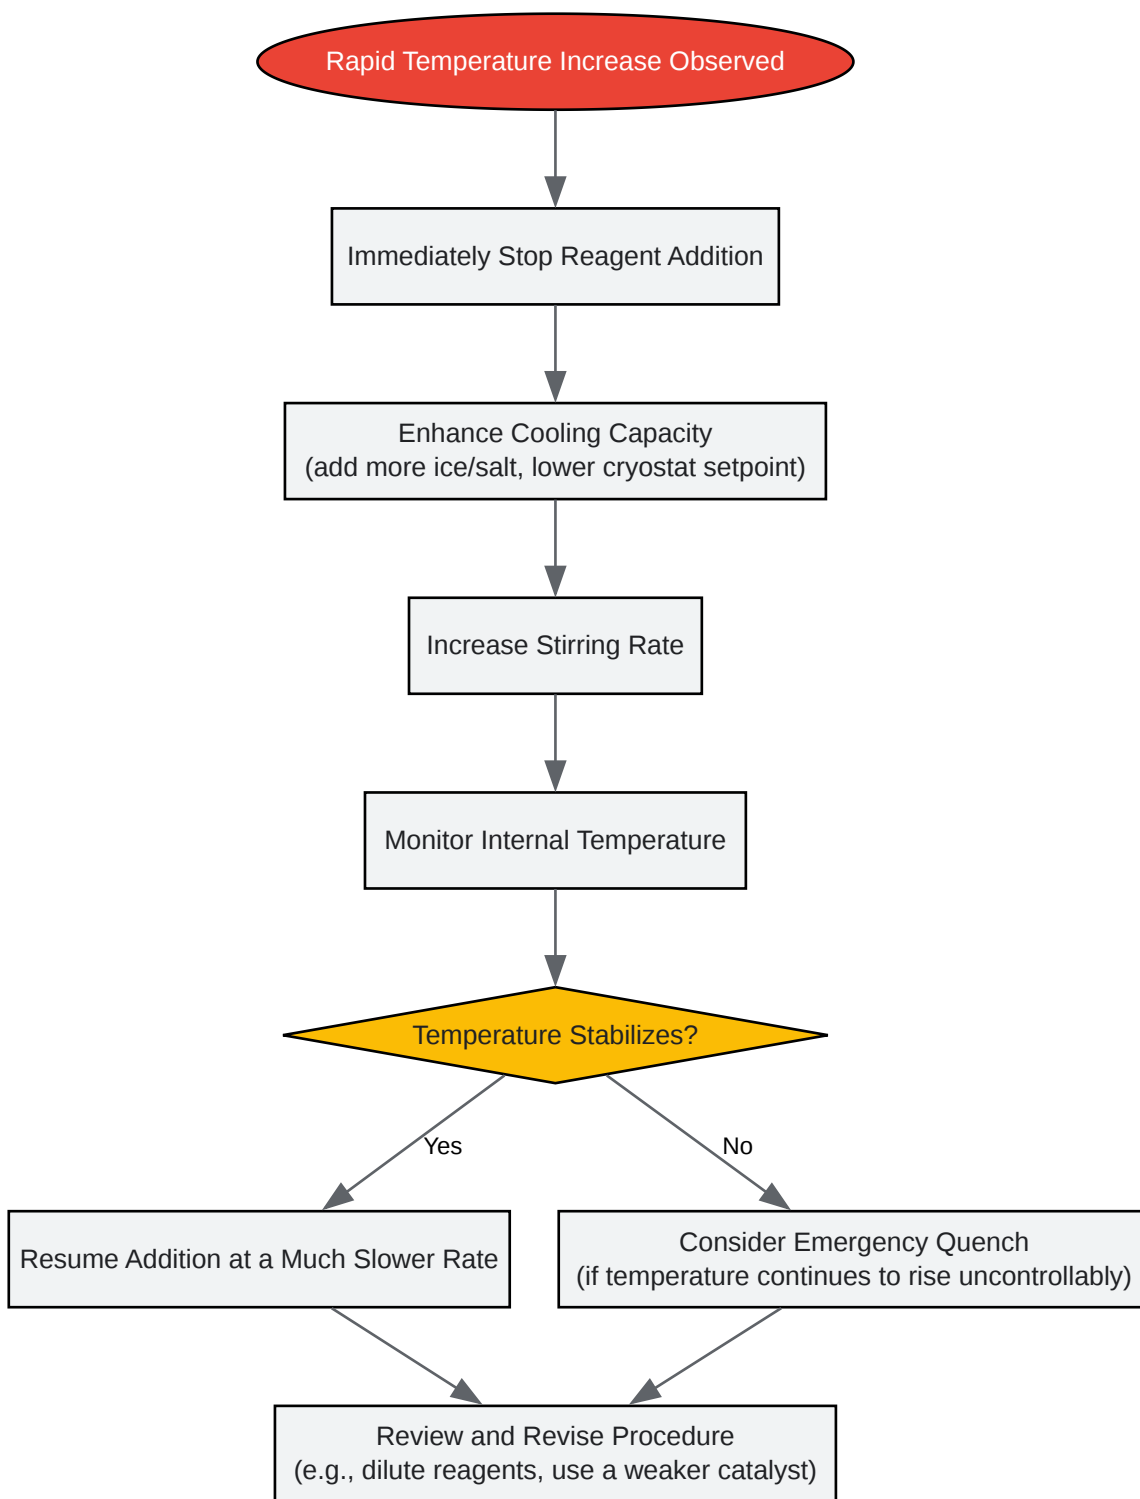 Rapid Temperature Increase Observed
Immediately Stop Reagent Addition
Enhance Cooling Capacity
(add more ice/salt, lower cryostat setpoint)
Increase Stirring Rate
Monitor Internal Temperature
Temperature Stabilizes?
Yes
No
Resume Addition at a Much Slower Rate
Consider Emergency Quench
(if temperature continues to rise uncontrollably)
Review and Revise Procedure
(e.g., dilute reagents, use a weaker catalyst)